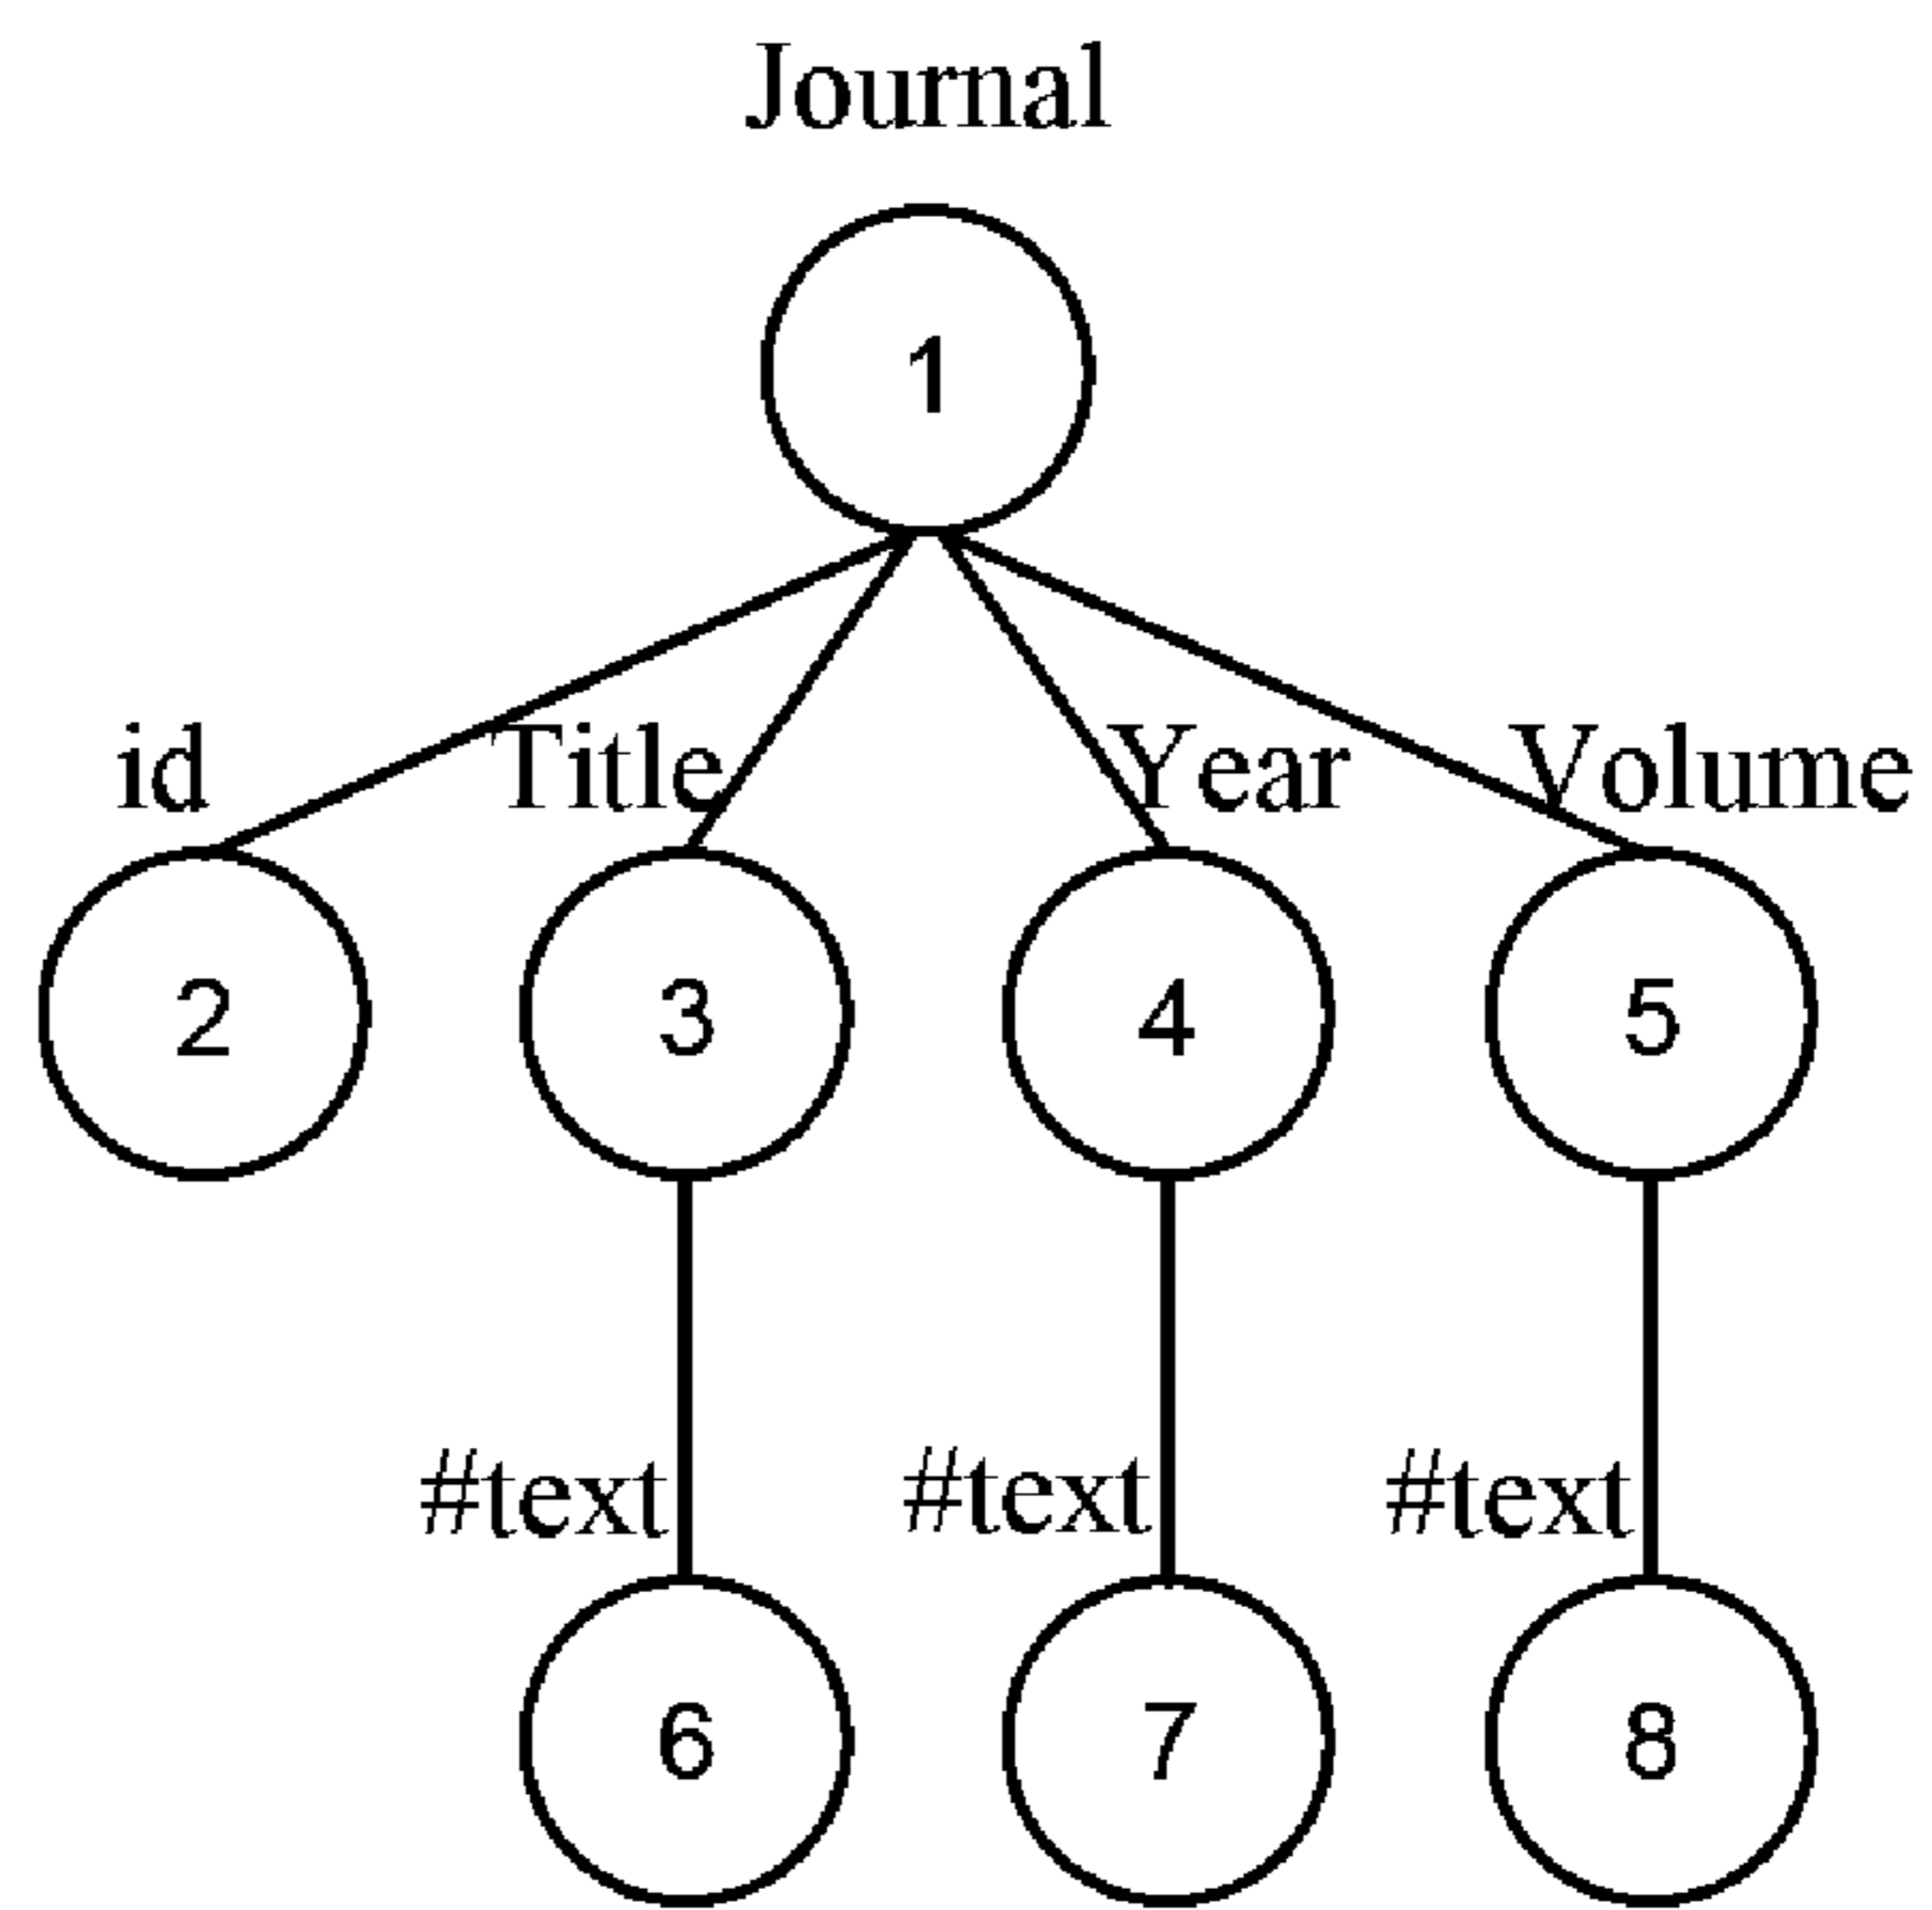 Journal
1
id Title Year Volume
2 3 4 5
#text #text #text
6 7 8